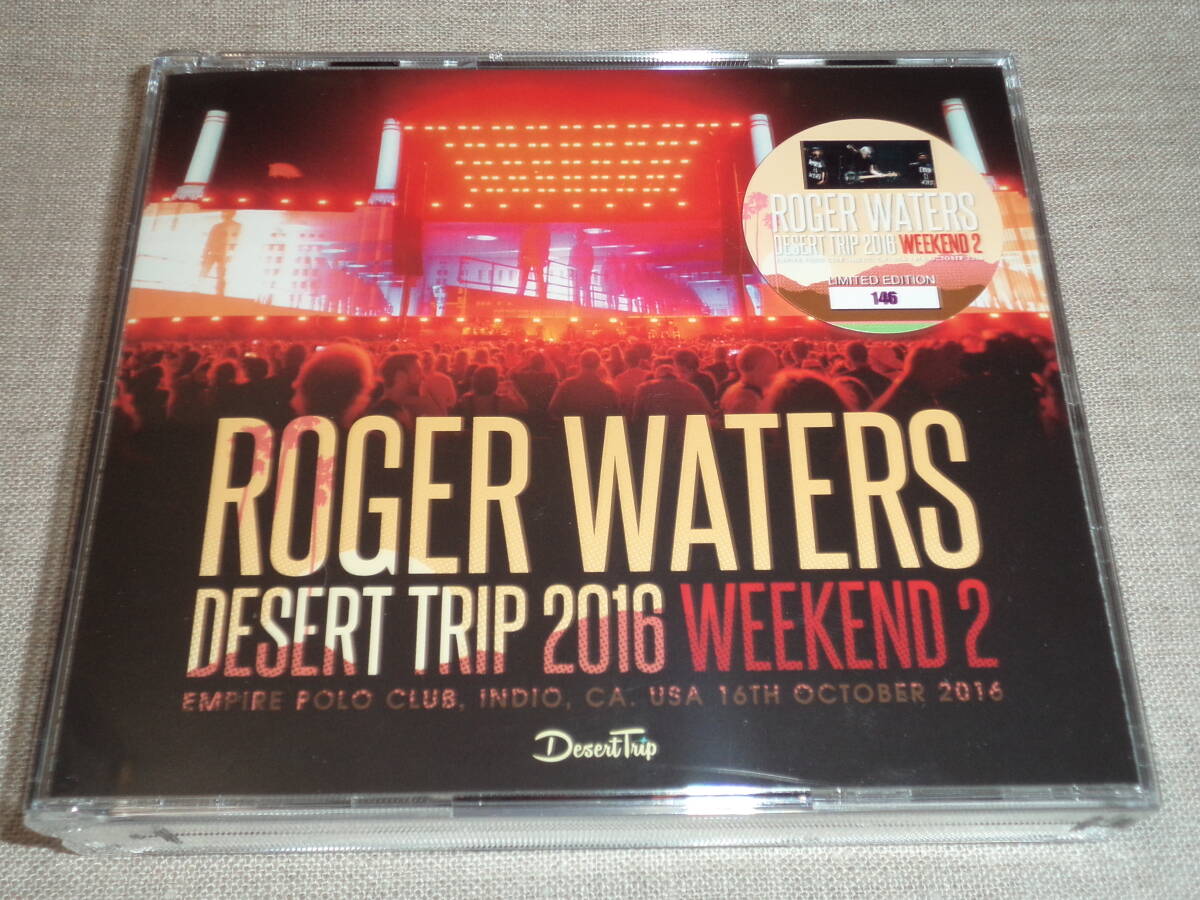 ROGER WATERS
DESERT TRIP 2016 WEEKEND 2
LIMITED EDITION
146
ROGER WATERS
DESERT TRIP 2016 WEEKEND 2
EMPIRE POLO CLUB, INDIO, CA. USA 16TH OCTOBER 2016
Desert Trip